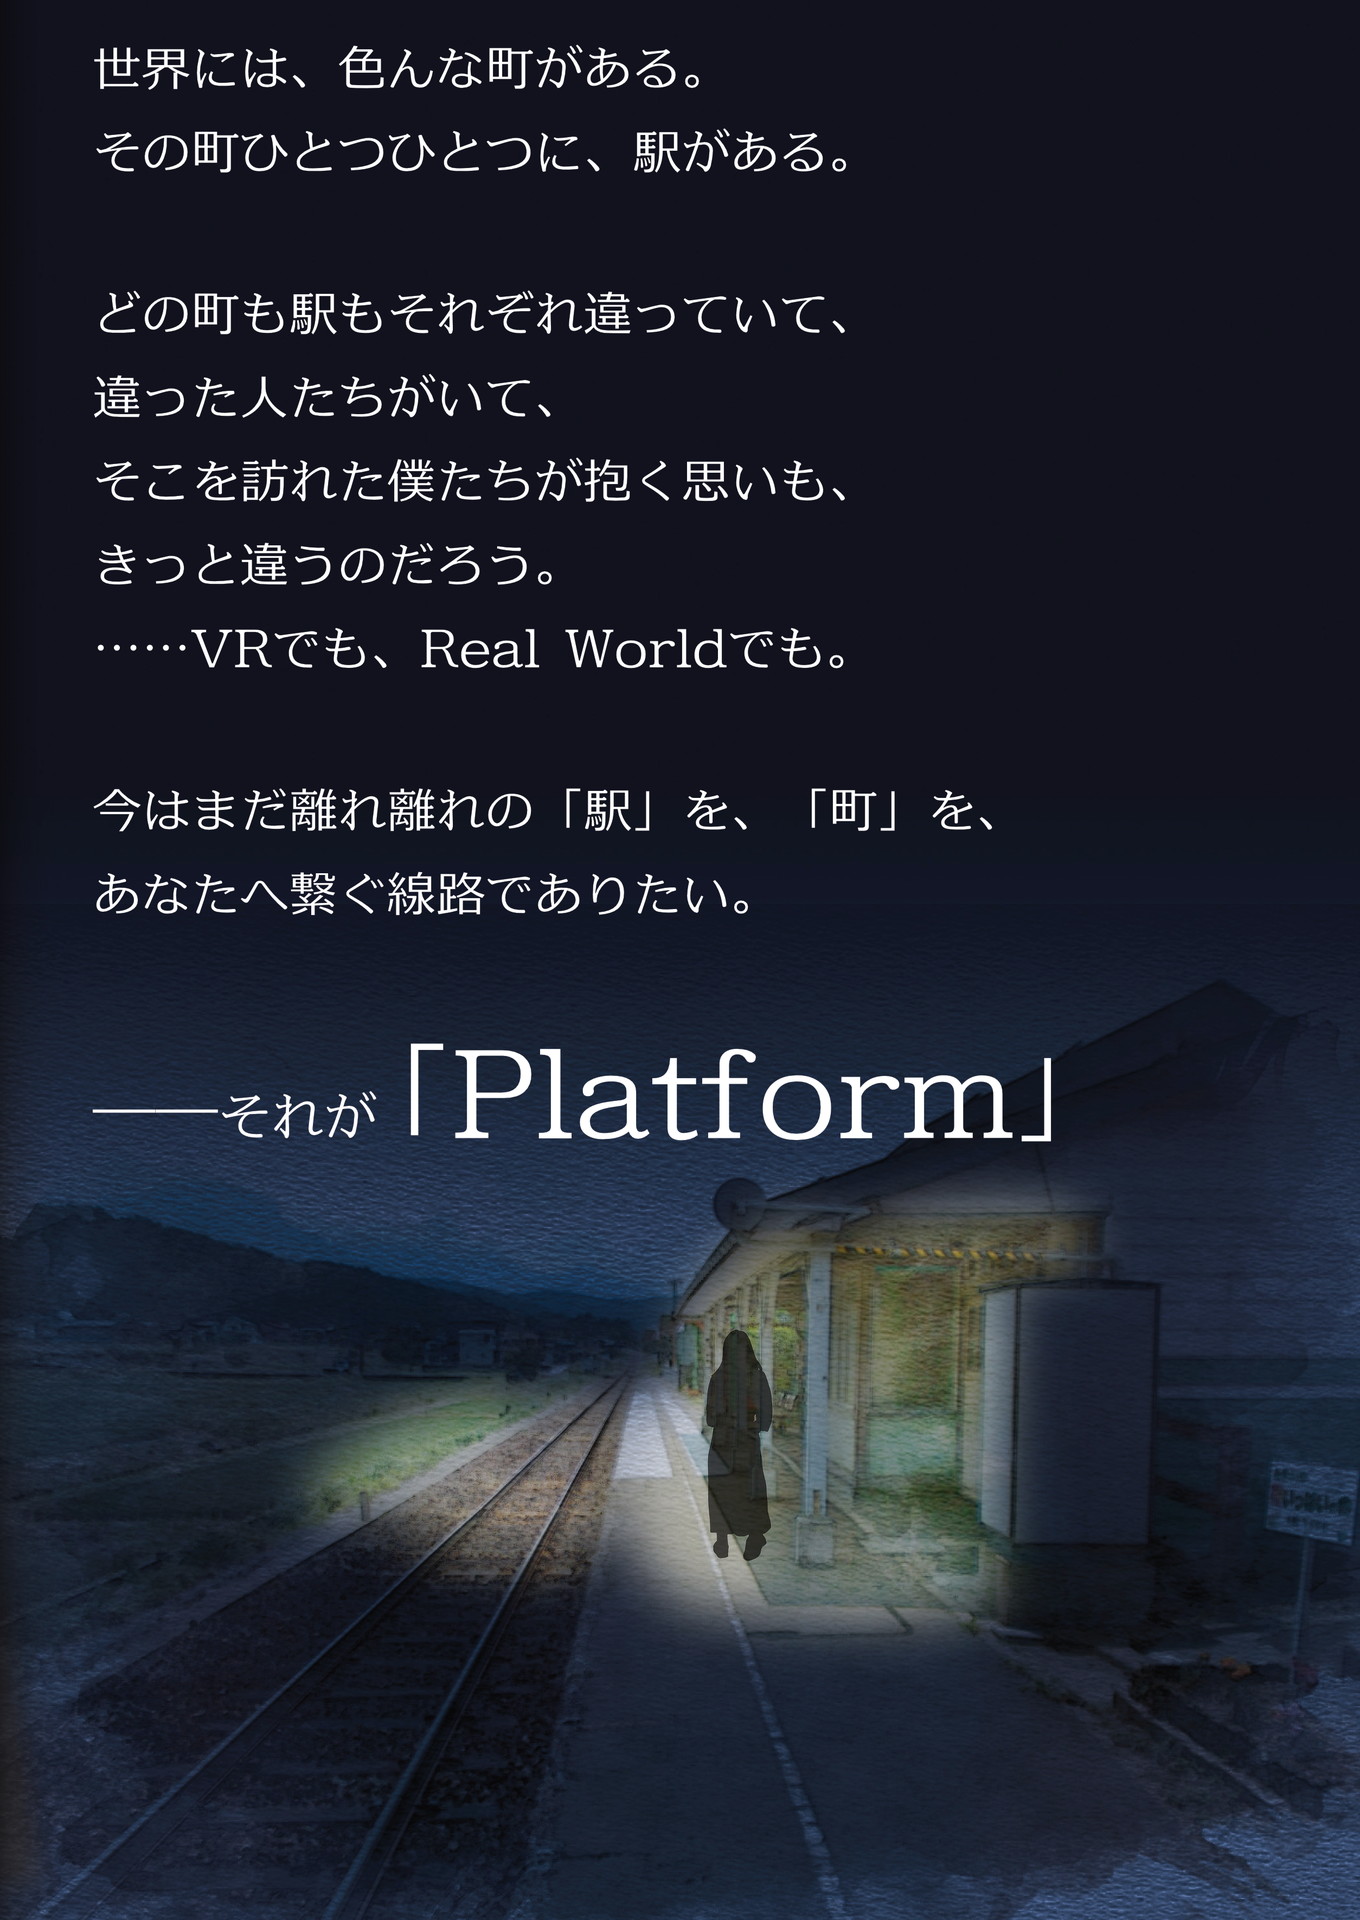 世界には、色んな町がある。
その町ひとつひとつに、駅がある。
どの町も駅もそれぞれ違っていて、
違った人たちがいて、
そこを訪れた僕たちが抱く思いも、
きっと違うのだろう。
……VRでも、Real Worldでも。
今はまだ離れ離れの「駅」を、「町」を、
あなたへ繋ぐ線路でありたい。
――それが「Platform」